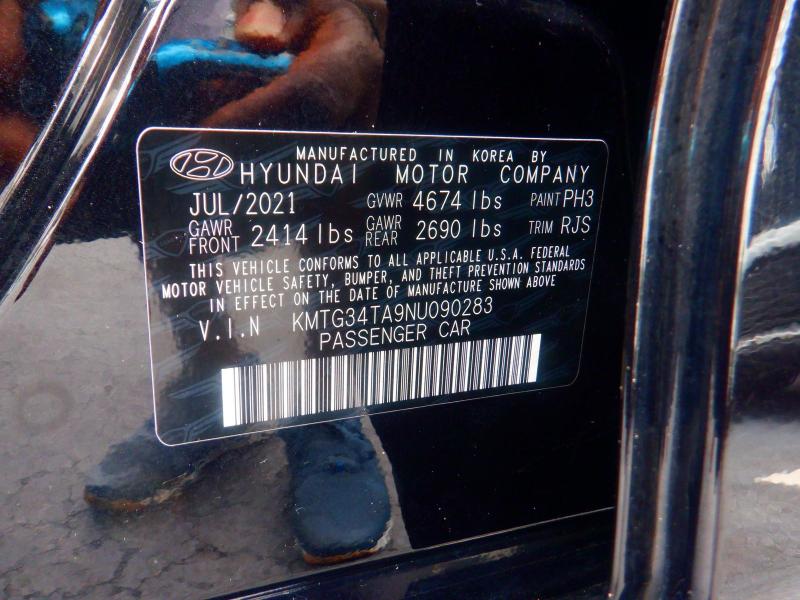 MANUFACTURED IN KOREA BY
HYUNDAI MOTOR COMPANY
JUL/2021 GVWR 4674 lbs PAINT PH3
GAWR FRONT 2414 lbs GAWR REAR 2690 lbs TRIM RJS
THIS VEHICLE CONFORMS TO ALL APPLICABLE U.S.A. FEDERAL
MOTOR VEHICLE SAFETY, BUMPER, AND THEFT PREVENTION STANDARDS
IN EFFECT ON THE DATE OF MANUFACTURE SHOWN ABOVE
V.I.N KMTG34TA9NU090283
PASSENGER CAR